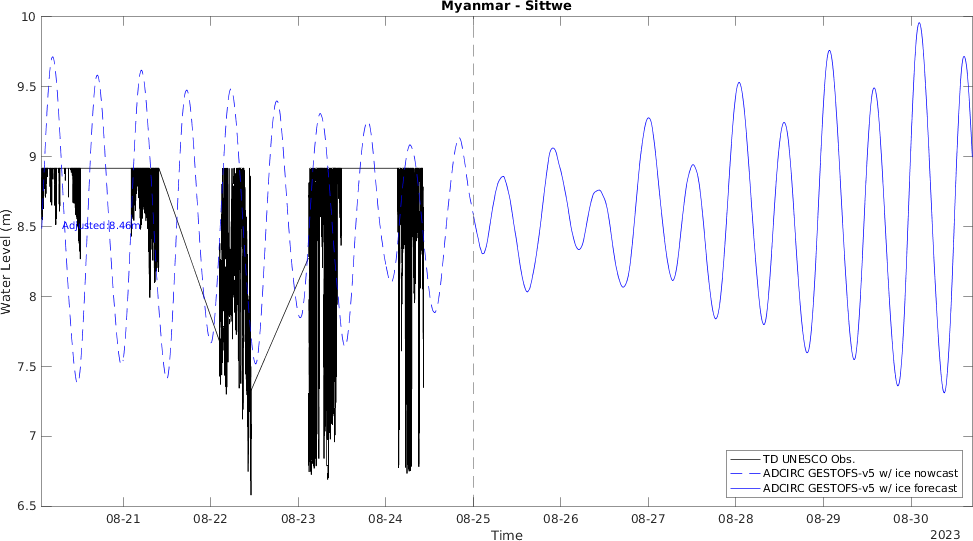 Myanmar - Sittwe
10
9.5
9
8.5
8
7.5
7
6.5
Water Level (m)
Adjusted:8.46m
TD UNESCO Obs.
ADCIRC GESTOFS-v5 w/ ice nowcast
ADCIRC GESTOFS-v5 w/ ice forecast
08-21 08-22 08-23 08-24 08-25 08-26 08-27 08-28 08-29 08-30
2023
Time